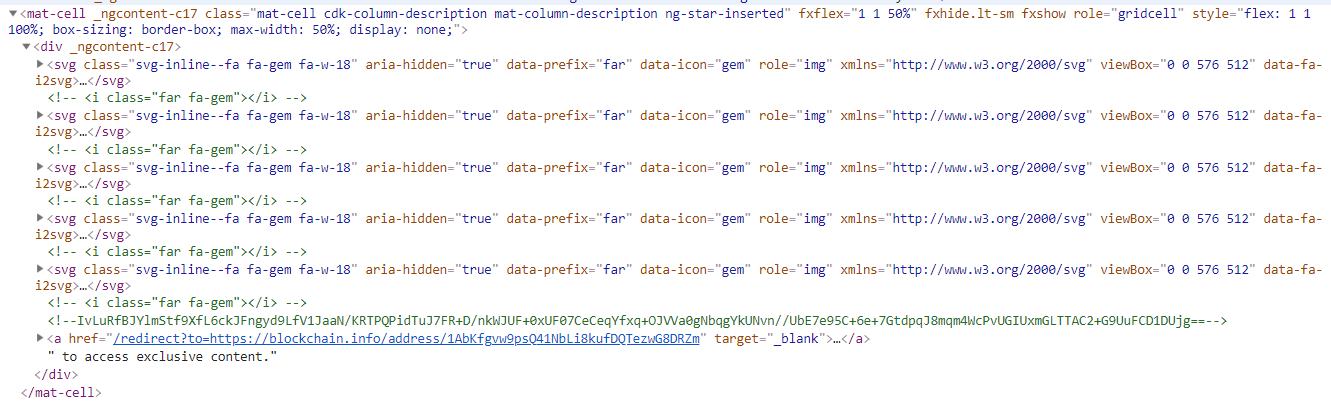 <mat-cell _ngcontent-c17 class="mat-cell cdk-column-description mat-column-description ng-star-inserted" fxflex="1 1 50%" fxhide.lt-sm fxshow role="gridcell" style="flex: 1 1
100%; box-sizing: border-box; max-width: 50%; display: none;">
<div _ngcontent-c17>
<svg class="svg-inline--fa fa-gem fa-w-18" aria-hidden="true" data-prefix="far" data-icon="gem" role="img" xmlns="http://www.w3.org/2000/svg" viewBox="0 0 576 512" data-fa-
i2svg>…</svg>
<!-- <i class="far fa-gem"></i> -->
<svg class="svg-inline--fa fa-gem fa-w-18" aria-hidden="true" data-prefix="far" data-icon="gem" role="img" xmlns="http://www.w3.org/2000/svg" viewBox="0 0 576 512" data-fa-
i2svg>…</svg>
<!-- <i class="far fa-gem"></i> -->
<svg class="svg-inline--fa fa-gem fa-w-18" aria-hidden="true" data-prefix="far" data-icon="gem" role="img" xmlns="http://www.w3.org/2000/svg" viewBox="0 0 576 512" data-fa-
i2svg>…</svg>
<!-- <i class="far fa-gem"></i> -->
<svg class="svg-inline--fa fa-gem fa-w-18" aria-hidden="true" data-prefix="far" data-icon="gem" role="img" xmlns="http://www.w3.org/2000/svg" viewBox="0 0 576 512" data-fa-
i2svg>…</svg>
<!-- <i class="far fa-gem"></i> -->
<svg class="svg-inline--fa fa-gem fa-w-18" aria-hidden="true" data-prefix="far" data-icon="gem" role="img" xmlns="http://www.w3.org/2000/svg" viewBox="0 0 576 512" data-fa-
i2svg>…</svg>
<!-- <i class="far fa-gem"></i> -->
<!--IvLuRfBJYlmStf9XfL6ckJFngyd9LfV1JaaN/KRTPQPidTuJ7FR+D/nkWJUF+0xUF07CeCeqYfxq+OJVVa0gNbqgYkUNvn//UbE7e95C+6e+7GtdpqJ8mqm4WcPvUGIUxmGLTTAC2+G9UuFCD1DUjg==-->
<a href="/redirect?to=https://blockchain.info/address/1AbKfgvw9psQ41NbLi8kufDQTezwG8DRZm" target="_blank">…</a>
" to access exclusive content."
</div>
</mat-cell>